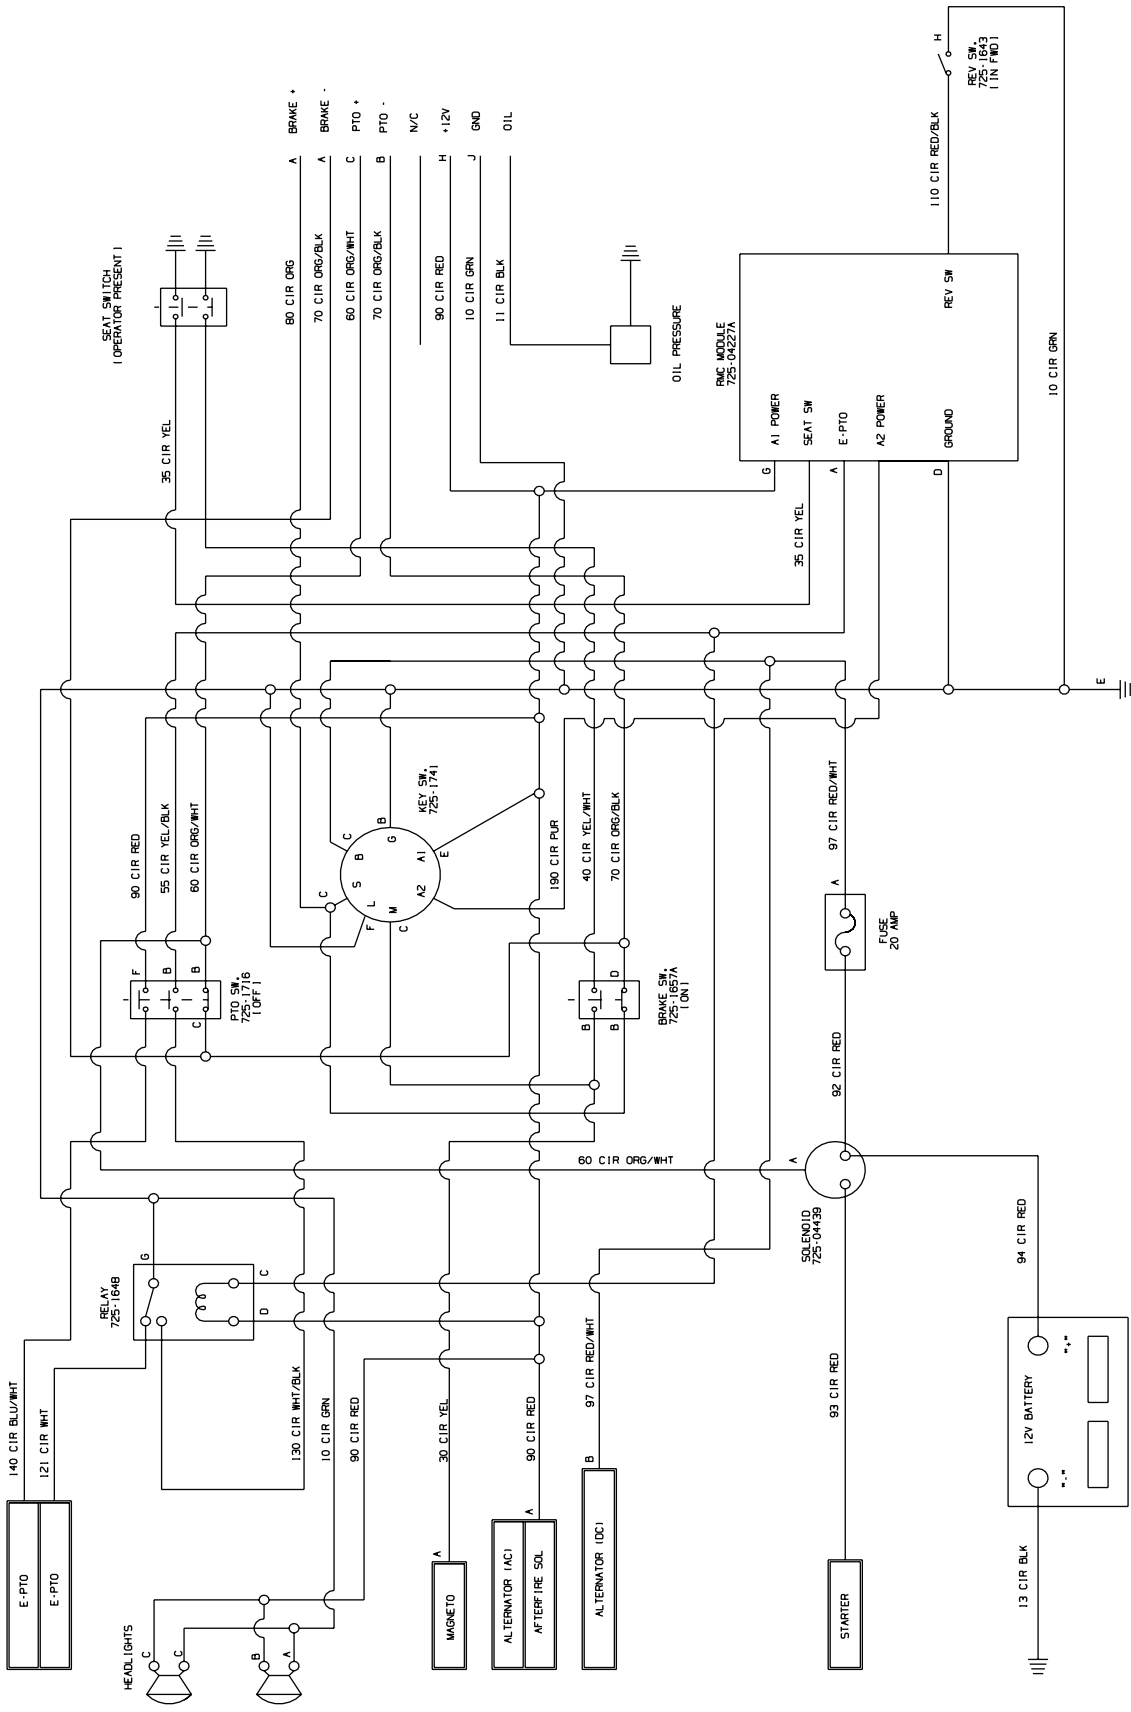 E-PTO
E-PTO
140 CIR BLU/WHT
121 CIR WHT
HEADLIGHTS
C
C
B
A
RELAY
725-1648
G
C
D
130 CIR WHT/BLK
10 CIR GRN
90 CIR RED
MAGNETO
A
30 CIR YEL
ALTERNATOR (AC)
AFTERFIRE SOL
A
90 CIR RED
ALTERNATOR (DC)
B
97 CIR RED/WHT
STARTER
93 CIR RED
13 CIR BLK
12V BATTERY
"-"
"+"
94 CIR RED
SOLENOID
725-04439
A
60 CIR ORG/WHT
92 CIR RED
FUSE
20 AMP
A
97 CIR RED/WHT
PTO SW.
725-1716
(OFF)
F
B
B
C
90 CIR RED
55 CIR YEL/BLK
60 CIR ORG/WHT
KEY SW.
725-1741
C
B
C
F
C
E
B
S
L
M
G
A1
A2
BRAKE SW.
725-1657A
(ON)
B
B
D
190 CIR PUR
40 CIR YEL/WHT
70 CIR ORG/BLK
SEAT SWITCH
(OPERATOR PRESENT)
35 CIR YEL
80 CIR ORG
70 CIR ORG/BLK
60 CIR ORG/WHT
70 CIR ORG/BLK
90 CIR RED
10 CIR GRN
11 CIR BLK
A
A
C
B
H
J
BRAKE +
BRAKE -
PTO +
PTO -
N/C
+12V
GND
OIL
OIL PRESSURE
RMC MODULE
725-04227A
A1 POWER
SEAT SW
E-PTO
A2 POWER
GROUND
REV SW
G
A
D
35 CIR YEL
110 CIR RED/BLK
H
REV SW.
725-1643
(IN FWD)
10 CIR GRN
E